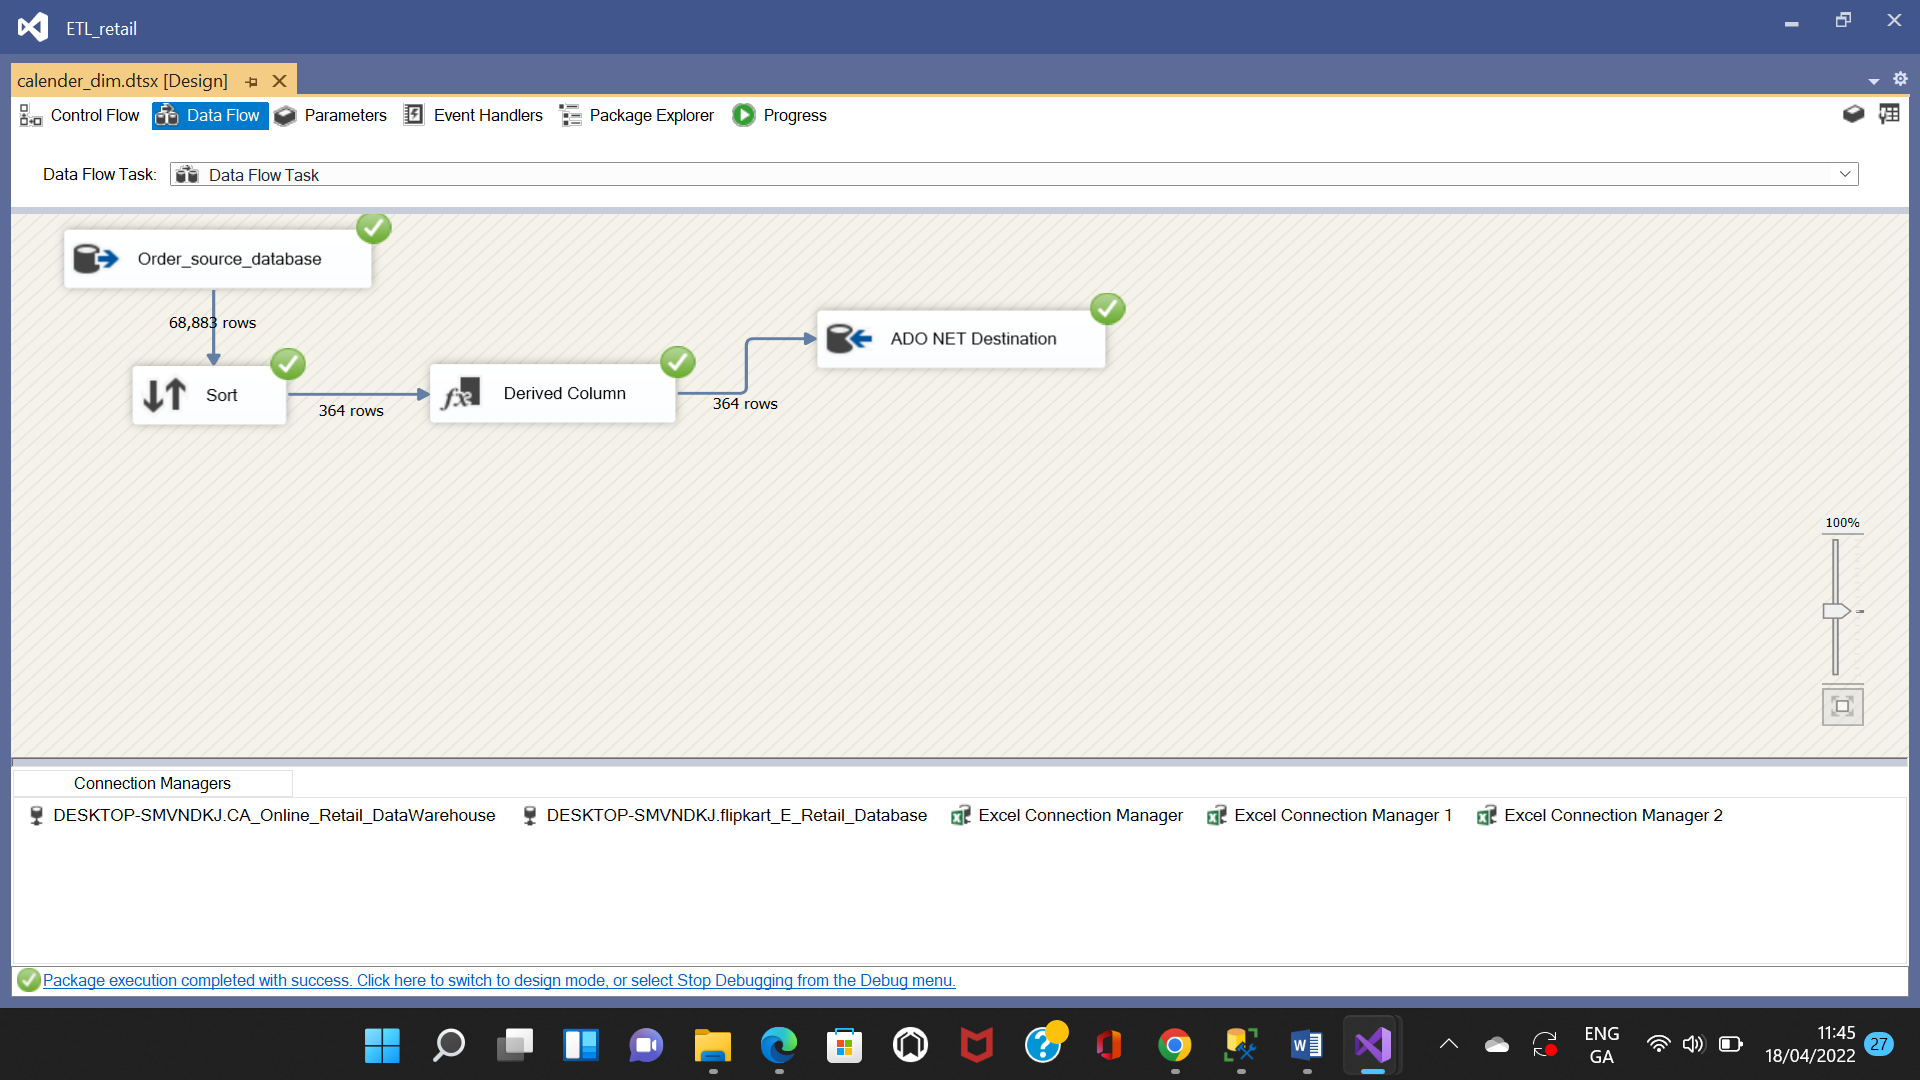 ETL_retail
calender_dim.dtsx [Design]
Control Flow Data Flow Parameters Event Handlers Package Explorer Progress
Data Flow Task: Data Flow Task
Order_source_database
68,883 rows
ADO NET Destination
Sort
Derived Column
364 rows
364 rows
100%
Connection Managers
DESKTOP-SMVNDKJ.CA_Online_Retail_DataWarehouse DESKTOP-SMVNDKJ.flipkart_E_Retail_Database Excel Connection Manager Excel Connection Manager 1 Excel Connection Manager 2
Package execution completed with success. Click here to switch to design mode, or select Stop Debugging from the Debug menu.
ENG
GA
11:45
18/04/2022
27